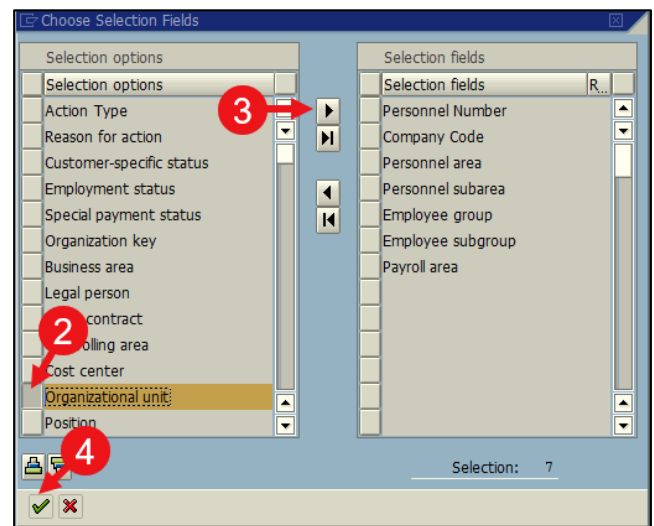 Choose Selection Fields
Selection options
Selection options
Action Type
Reason for action
Customer-specific status
Employment status
Special payment status
Organization key
Business area
Legal person
contract
olling area
Cost center
Organizational unit
Position
Selection fields
Selection fields R...
Personnel Number
Company Code
Personnel area
Personnel subarea
Employee group
Employee subgroup
Payroll area
Selection: 7
3
2
4